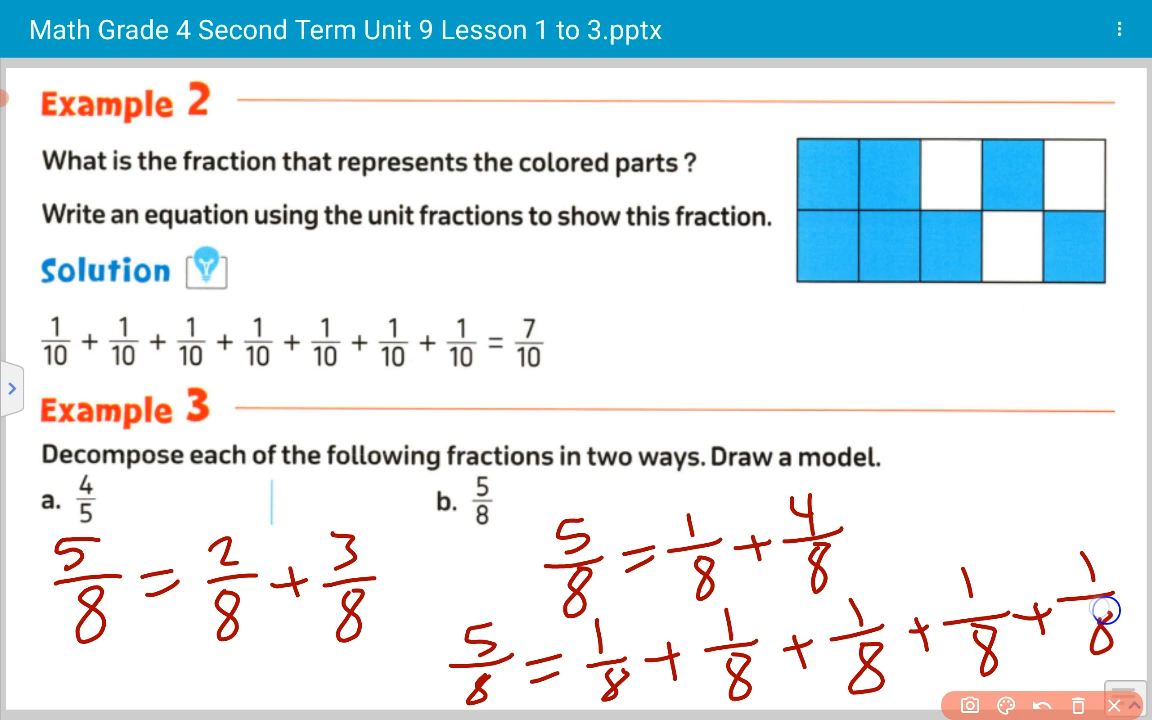 Math Grade 4 Second Term Unit 9 Lesson 1 to 3.pptx
Example 2
What is the fraction that represents the colored parts ?
Write an equation using the unit fractions to show this fraction.
Solution
1/10 + 1/10 + 1/10 + 1/10 + 1/10 + 1/10 + 1/10 = 7/10
Example 3
Decompose each of the following fractions in two ways. Draw a model.
a. 4/5 b. 5/8
5/8 = 2/8 + 3/8
5/8 = 1/8 + 4/8
5/8 = 1/8 + 1/8 + 1/8 + 1/8 + 1/8